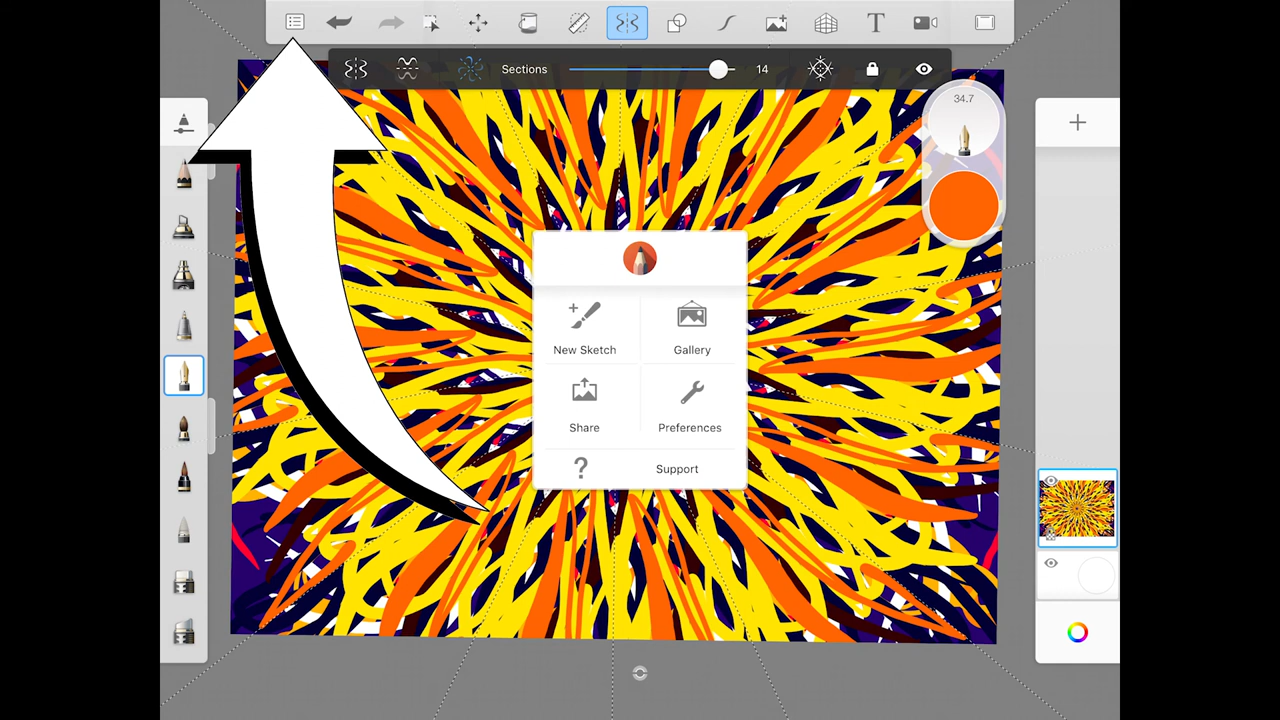 T
Sections 14
34.7
New Sketch Gallery
Share Preferences
? Support